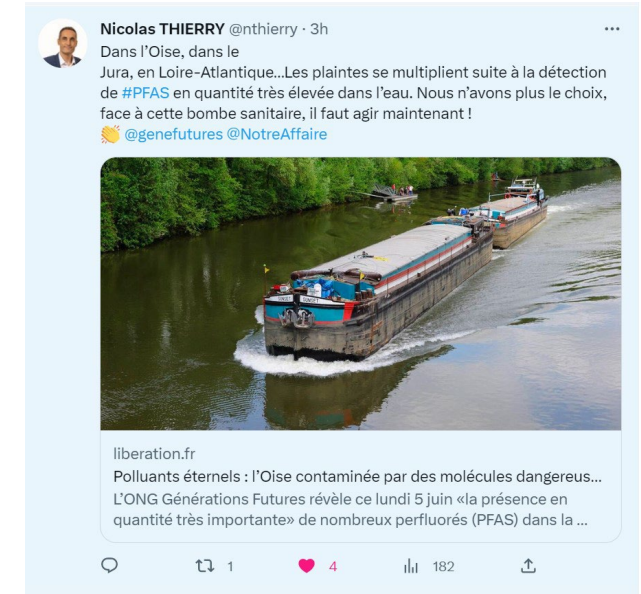 Nicolas THIERRY @nthierry · 3h
Dans l'Oise, dans le
Jura, en Loire-Atlantique...Les plaintes se multiplient suite à la détection
de #PFAS en quantité très élevée dans l'eau. Nous n'avons plus le choix,
face à cette bombe sanitaire, il faut agir maintenant !
👏 @genefutures @NotreAffaire
liberation.fr
Polluants éternels : l'Oise contaminée par des molécules dangereus...
L'ONG Générations Futures révèle ce lundi 5 juin «la présence en
quantité très importante» de nombreux perfluorés (PFAS) dans la ...
1 4 182